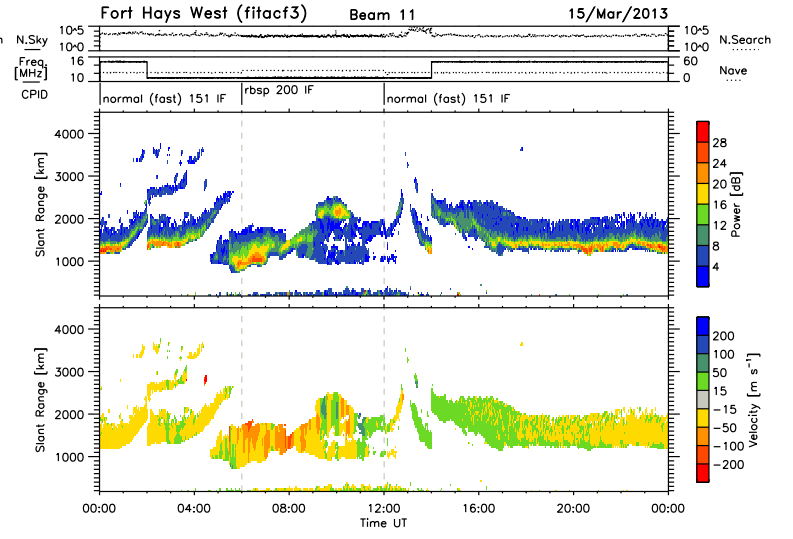 Fort Hays West (fitacf3) Beam 11 15/Mar/2013
N.Sky 10^5 10^0 10^5 10^0 N.Search
Freq. [MHz] 16 10 60 0 Nave
CPID normal (fast) 151 IF rbsp 200 IF normal (fast) 151 IF
Slant Range [km]
4000
3000
2000
1000
Power [dB]
28
24
20
16
12
8
4
Slant Range [km]
4000
3000
2000
1000
Velocity [m s⁻¹]
200
100
50
15
−15
−50
−100
−200
00:00 04:00 08:00 12:00 16:00 20:00 00:00
Time UT